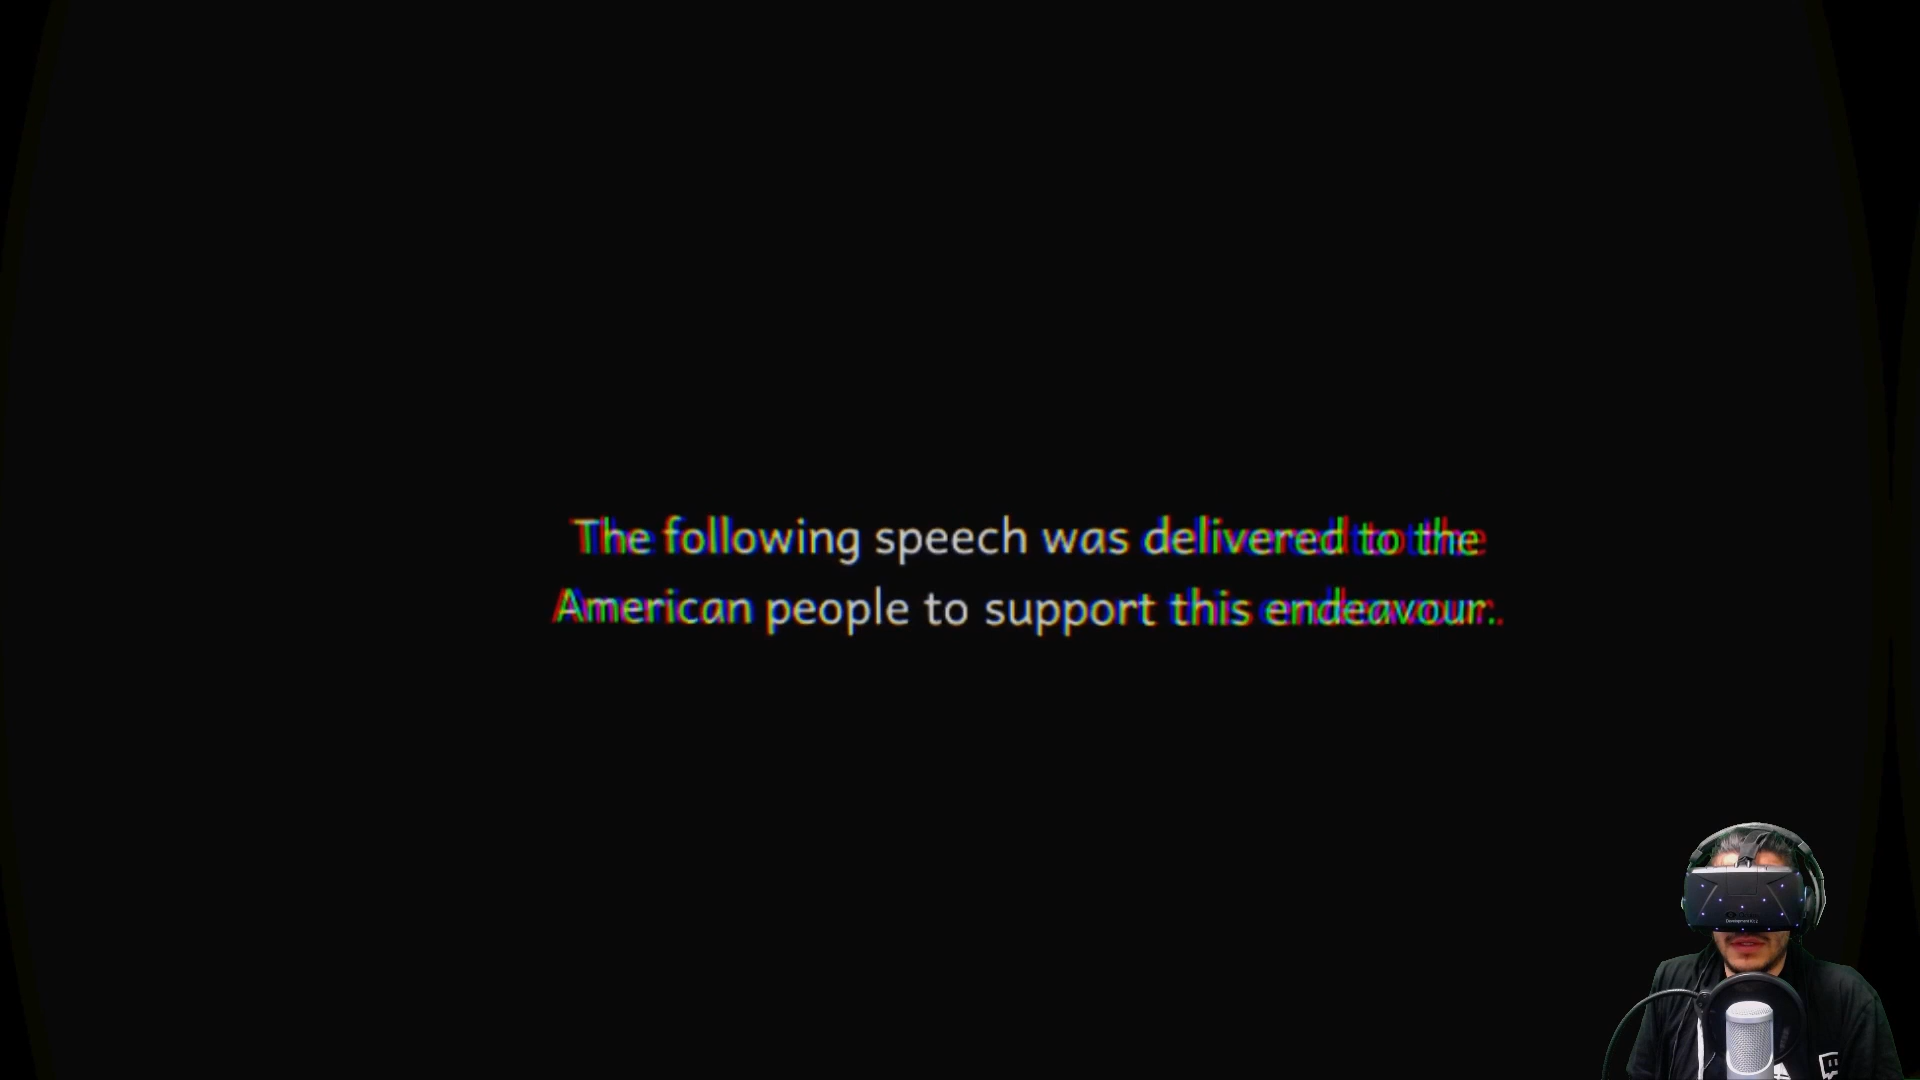 The following speech was delivered to the
American people to support this endeavour.